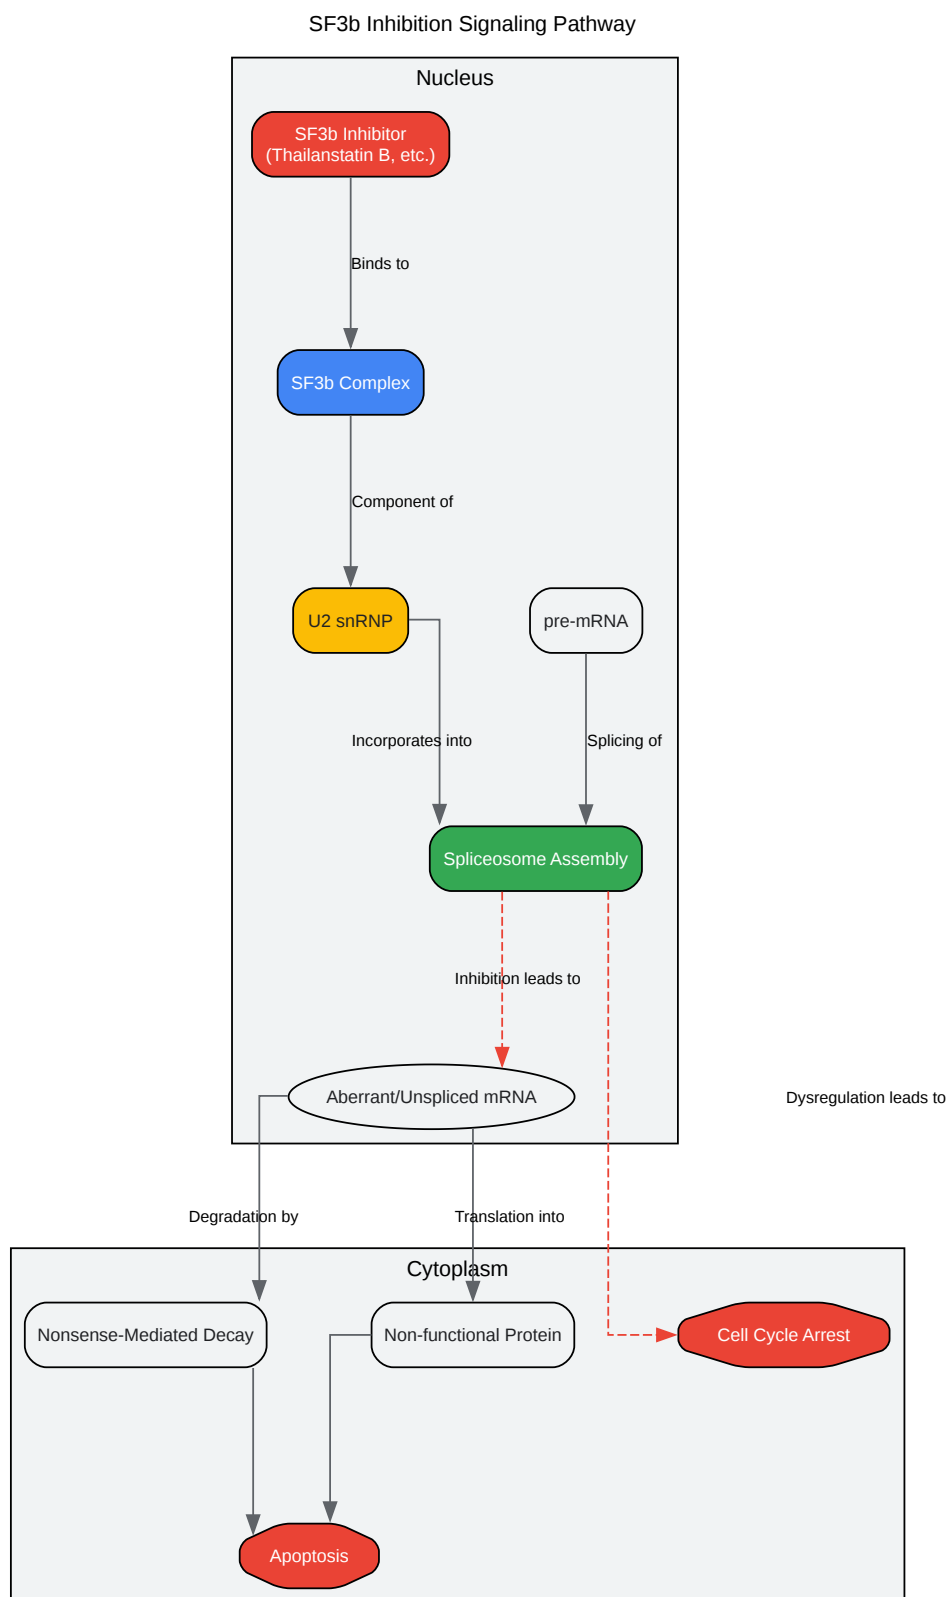 SF3b Inhibition Signaling Pathway
Nucleus
SF3b Inhibitor
(Thailanstatin B, etc.)
Binds to
SF3b Complex
Component of
U2 snRNP
pre-mRNA
Incorporates into
Splicing of
Spliceosome Assembly
Inhibition leads to
Aberrant/Unspliced mRNA
Dysregulation leads to
Degradation by
Translation into
Cytoplasm
Nonsense-Mediated Decay
Non-functional Protein
Cell Cycle Arrest
Apoptosis